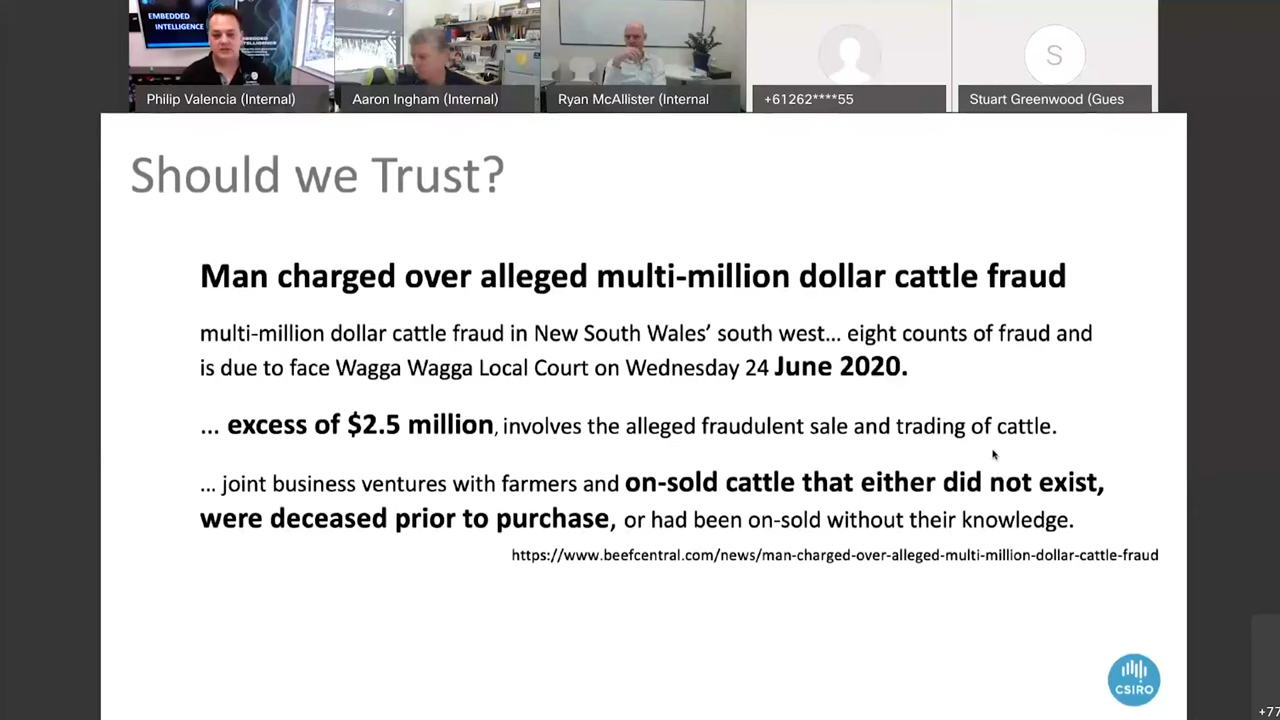 EMBEDDED
INTELLIGENCE
Philip Valencia (Internal)
Aaron Ingham (Internal)
Ryan McAllister (Internal
+61262****55
S
Stuart Greenwood (Gues
Should we Trust?
Man charged over alleged multi-million dollar cattle fraud
multi-million dollar cattle fraud in New South Wales’ south west... eight counts of fraud and
is due to face Wagga Wagga Local Court on Wednesday 24 June 2020.
... excess of $2.5 million, involves the alleged fraudulent sale and trading of cattle.
... joint business ventures with farmers and on-sold cattle that either did not exist,
were deceased prior to purchase, or had been on-sold without their knowledge.
https://www.beefcentral.com/news/man-charged-over-alleged-multi-million-dollar-cattle-fraud
CSIRO
+77